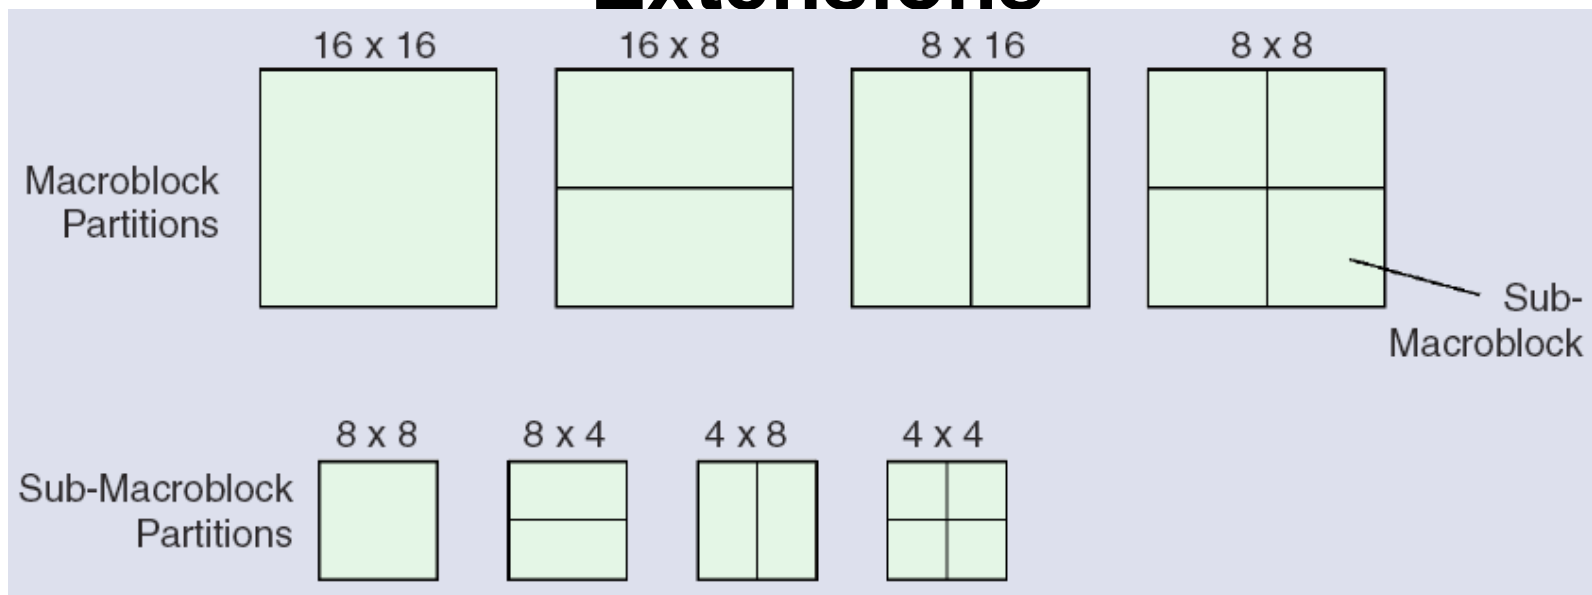 Extensions
16 x 16
16 x 8
8 x 16
8 x 8
Macroblock
Partitions
Sub-
Macroblock
8 x 8
8 x 4
4 x 8
4 x 4
Sub-Macroblock
Partitions